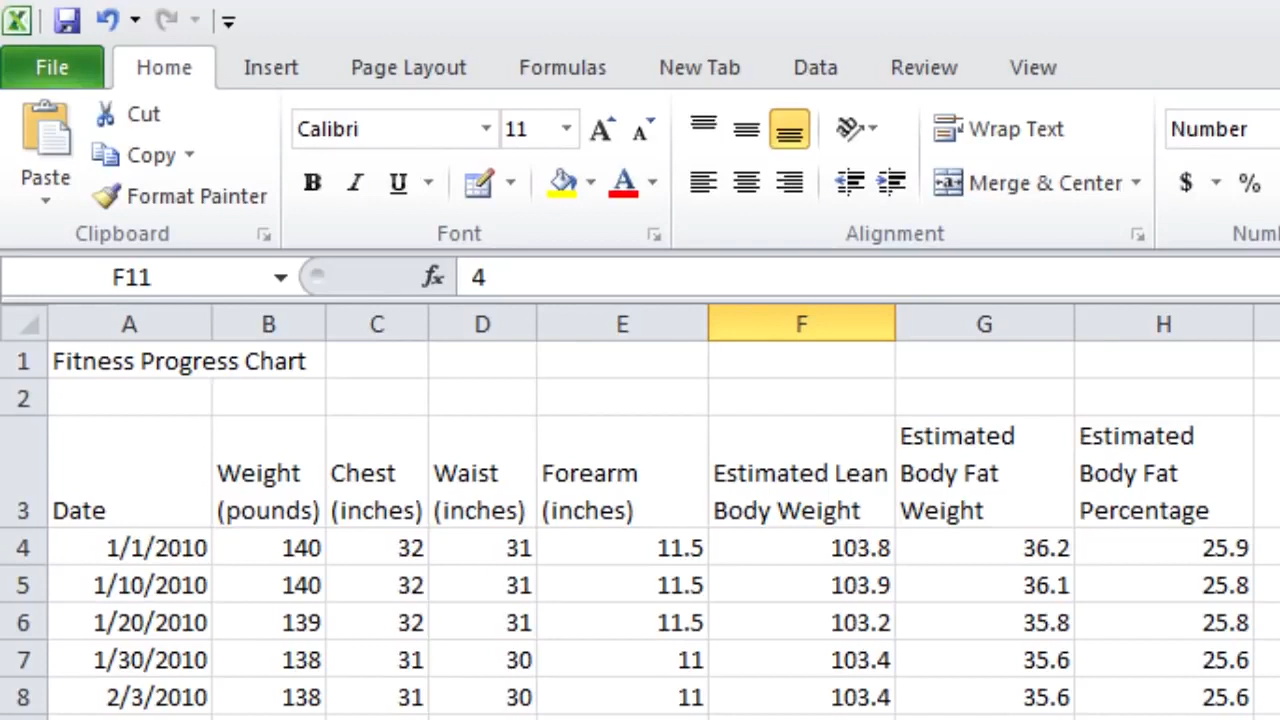 File Home Insert Page Layout Formulas New Tab Data Review View
Cut
Calibri 11 A A Wrap Text Number
Copy
Paste
B I U A Merge & Center $ %
Format Painter
Clipboard Font Alignment
F11 fx 4
A B C D E F G H
1 Fitness Progress Chart
2
Estimated Estimated
Weight Chest Waist Forearm Estimated Lean Body Fat Body Fat
3 Date (pounds) (inches) (inches) (inches) Body Weight Weight Percentage
4 1/1/2010 140 32 31 11.5 103.8 36.2 25.9
5 1/10/2010 140 32 31 11.5 103.9 36.1 25.8
6 1/20/2010 139 32 31 11.5 103.2 35.8 25.8
7 1/30/2010 138 31 30 11 103.4 35.6 25.6
8 2/3/2010 138 31 30 11 103.4 35.6 25.6